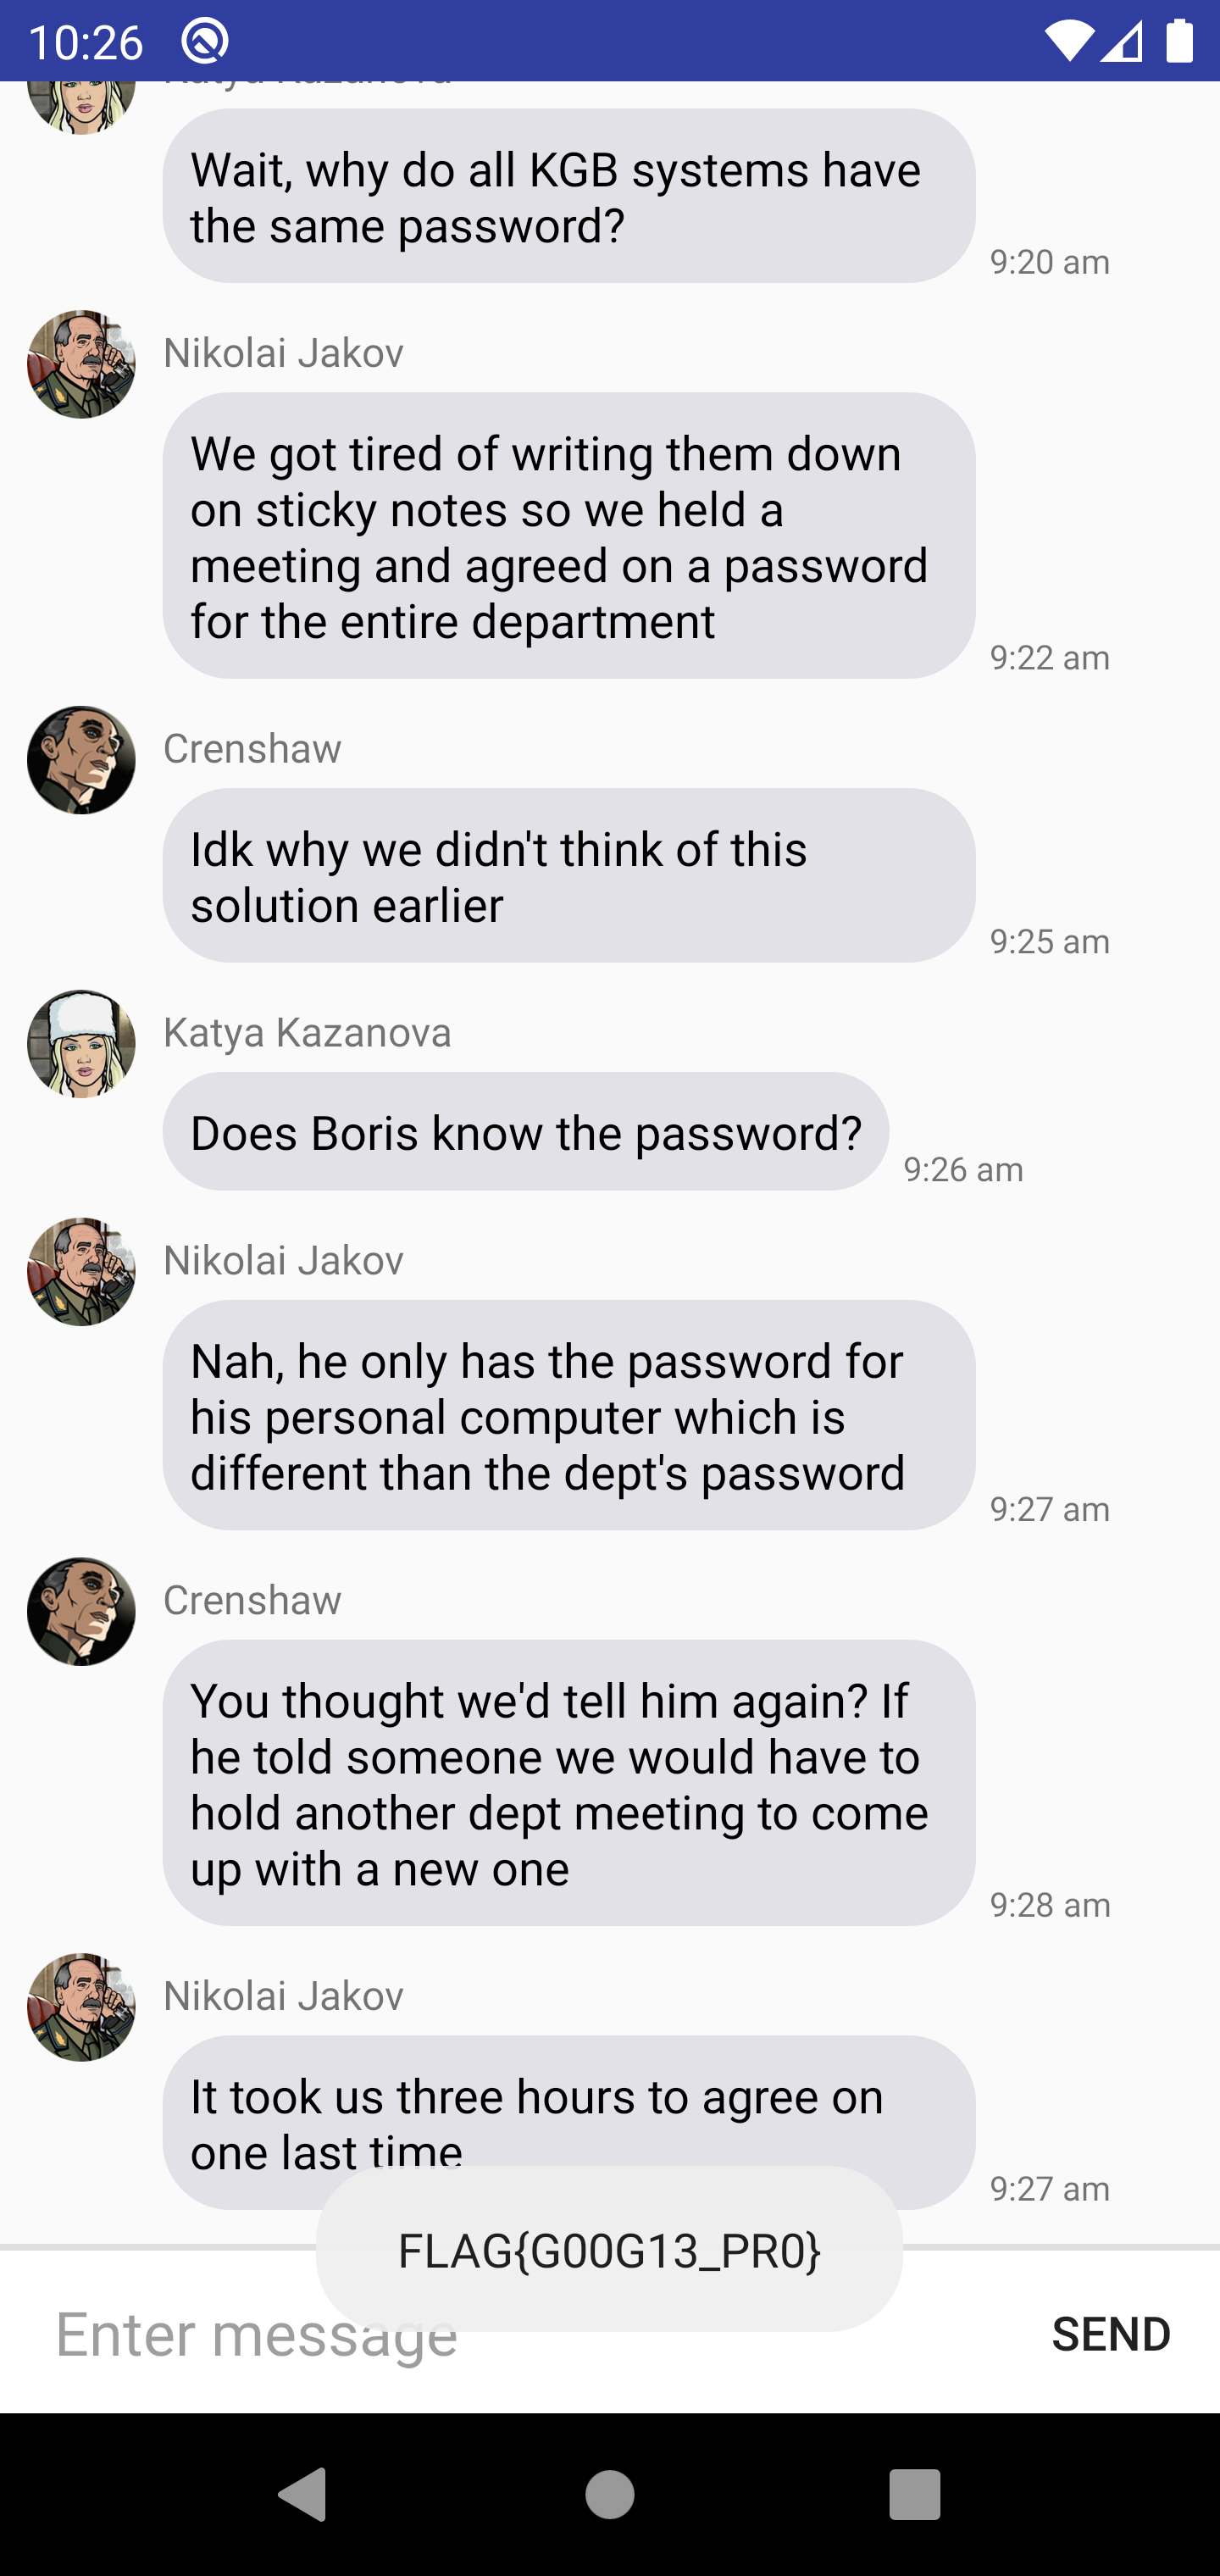 10:26
Katya Kazanova
Wait, why do all KGB systems have
the same password?
9:20 am
Nikolai Jakov
We got tired of writing them down
on sticky notes so we held a
meeting and agreed on a password
for the entire department
9:22 am
Crenshaw
Idk why we didn't think of this
solution earlier
9:25 am
Katya Kazanova
Does Boris know the password?
9:26 am
Nikolai Jakov
Nah, he only has the password for
his personal computer which is
different than the dept's password
9:27 am
Crenshaw
You thought we'd tell him again? If
he told someone we would have to
hold another dept meeting to come
up with a new one
9:28 am
Nikolai Jakov
It took us three hours to agree on
one last time
9:27 am
FLAG{G00G13_PR0}
Enter message
SEND